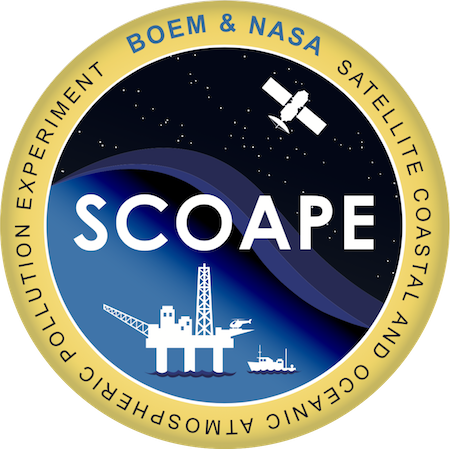 BOEM & NASA
SATELLITE COASTAL AND OCEANIC ATMOSPHERIC POLLUTION EXPERIMENT
SCOAPE